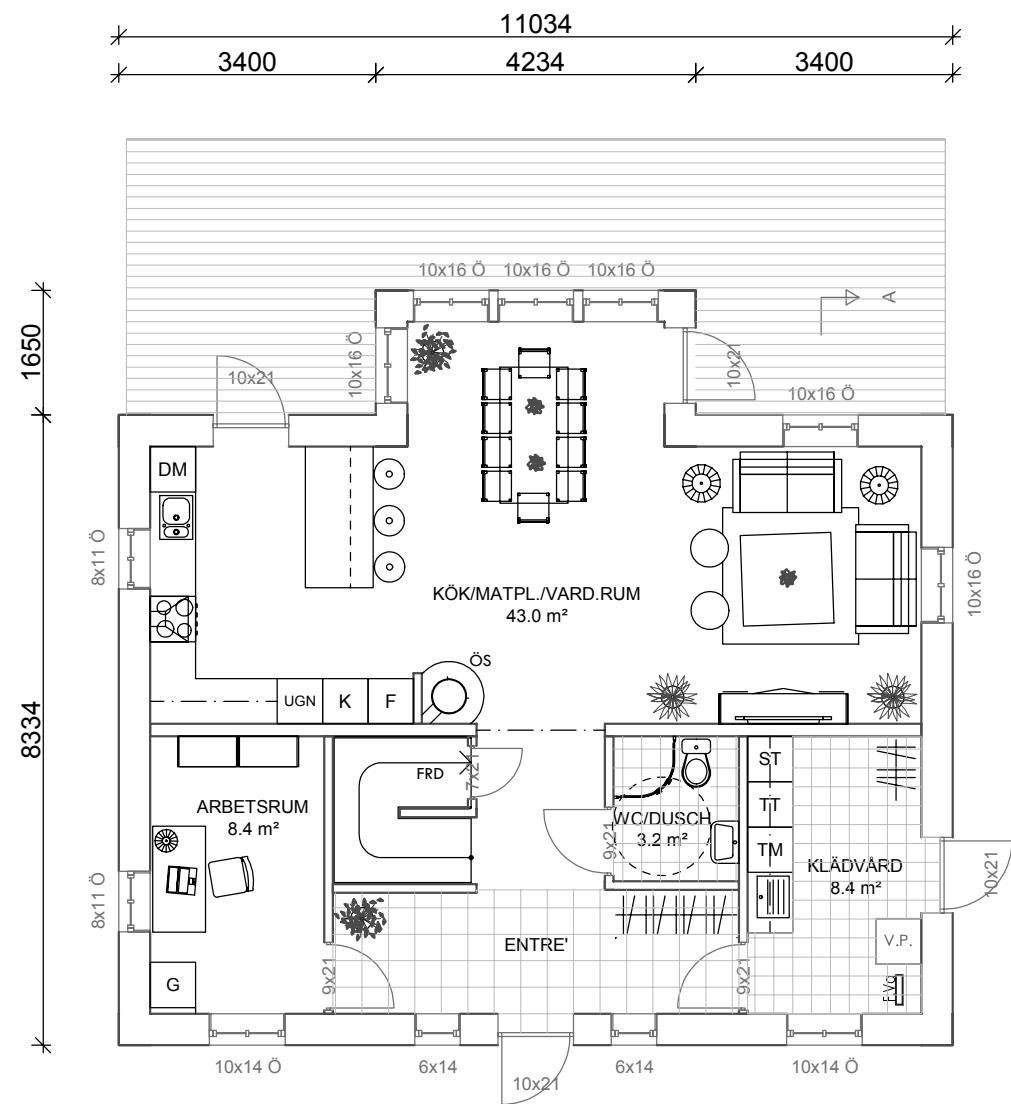 11034
3400 4234 3400
10x16 Ö 10x16 Ö 10x16 Ö
A
1650
10x16 Ö
10x21
10x21
10x16 Ö
DM
8x11 Ö
10x16 Ö
KÖK/MATPL./VARD.RUM
43.0 m²
ÖS
UGN K F
8334
FRD
7x21
ST
TT
TM
ARBETSRUM
8.4 m²
WC/DUSCH
3.2 m²
9x21
KLÄDVÅRD
8.4 m²
10x21
8x11 Ö
ENTRE'
V.P.
G
9x21
9x21
10x14 Ö
6x14
10x21
6x14
10x14 Ö